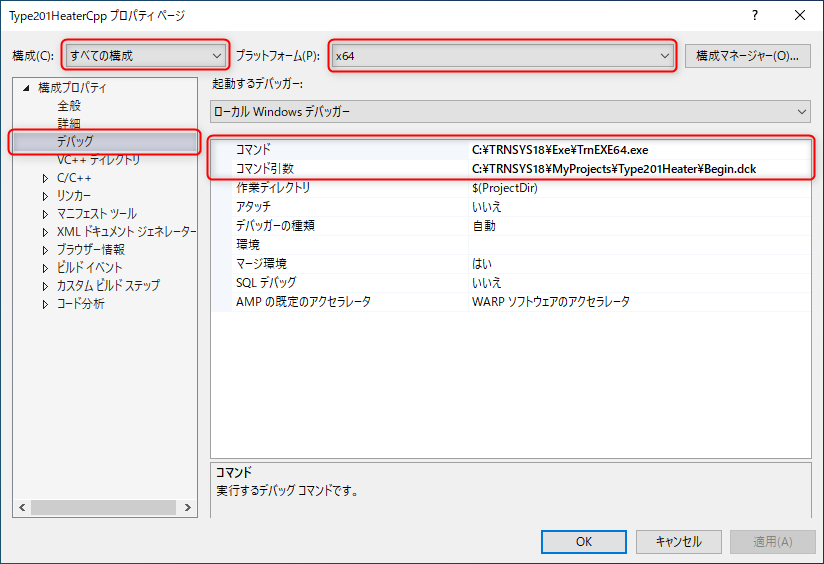 Type201HeaterCpp プロパティ ページ
? ×
構成(C): すべての構成 プラットフォーム(P): x64 構成マネージャー(O)...
構成プロパティ
全般
詳細
デバッグ
VC++ ディレクトリ
C/C++
リンカー
マニフェスト ツール
XML ドキュメント ジェネレーター
ブラウザー情報
ビルド イベント
カスタム ビルド ステップ
コード分析
起動するデバッガー:
ローカル Windows デバッガー
コマンド C:¥TRNSYS18¥Exe¥TrnEXE64.exe
コマンド引数 C:¥TRNSYS18¥MyProjects¥Type201Heater¥Begin.dck
作業ディレクトリ $(ProjectDir)
アタッチ いいえ
デバッガーの種類 自動
環境
マージ環境 はい
SQL デバッグ いいえ
AMP の既定のアクセラレータ WARP ソフトウェアのアクセラレータ
コマンド
実行するデバッグ コマンドです。
OK キャンセル 適用(A)